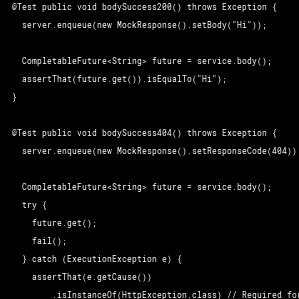 @Test public void bodySuccess200() throws Exception {
server.enqueue(new MockResponse().setBody("Hi"));
CompletableFuture<String> future = service.body();
assertThat(future.get()).isEqualTo("Hi");
}
@Test public void bodySuccess404() throws Exception {
server.enqueue(new MockResponse().setResponseCode(404))
CompletableFuture<String> future = service.body();
try {
future.get();
fail();
} catch (ExecutionException e) {
assertThat(e.getCause())
.isInstanceOf(HttpException.class) // Required for